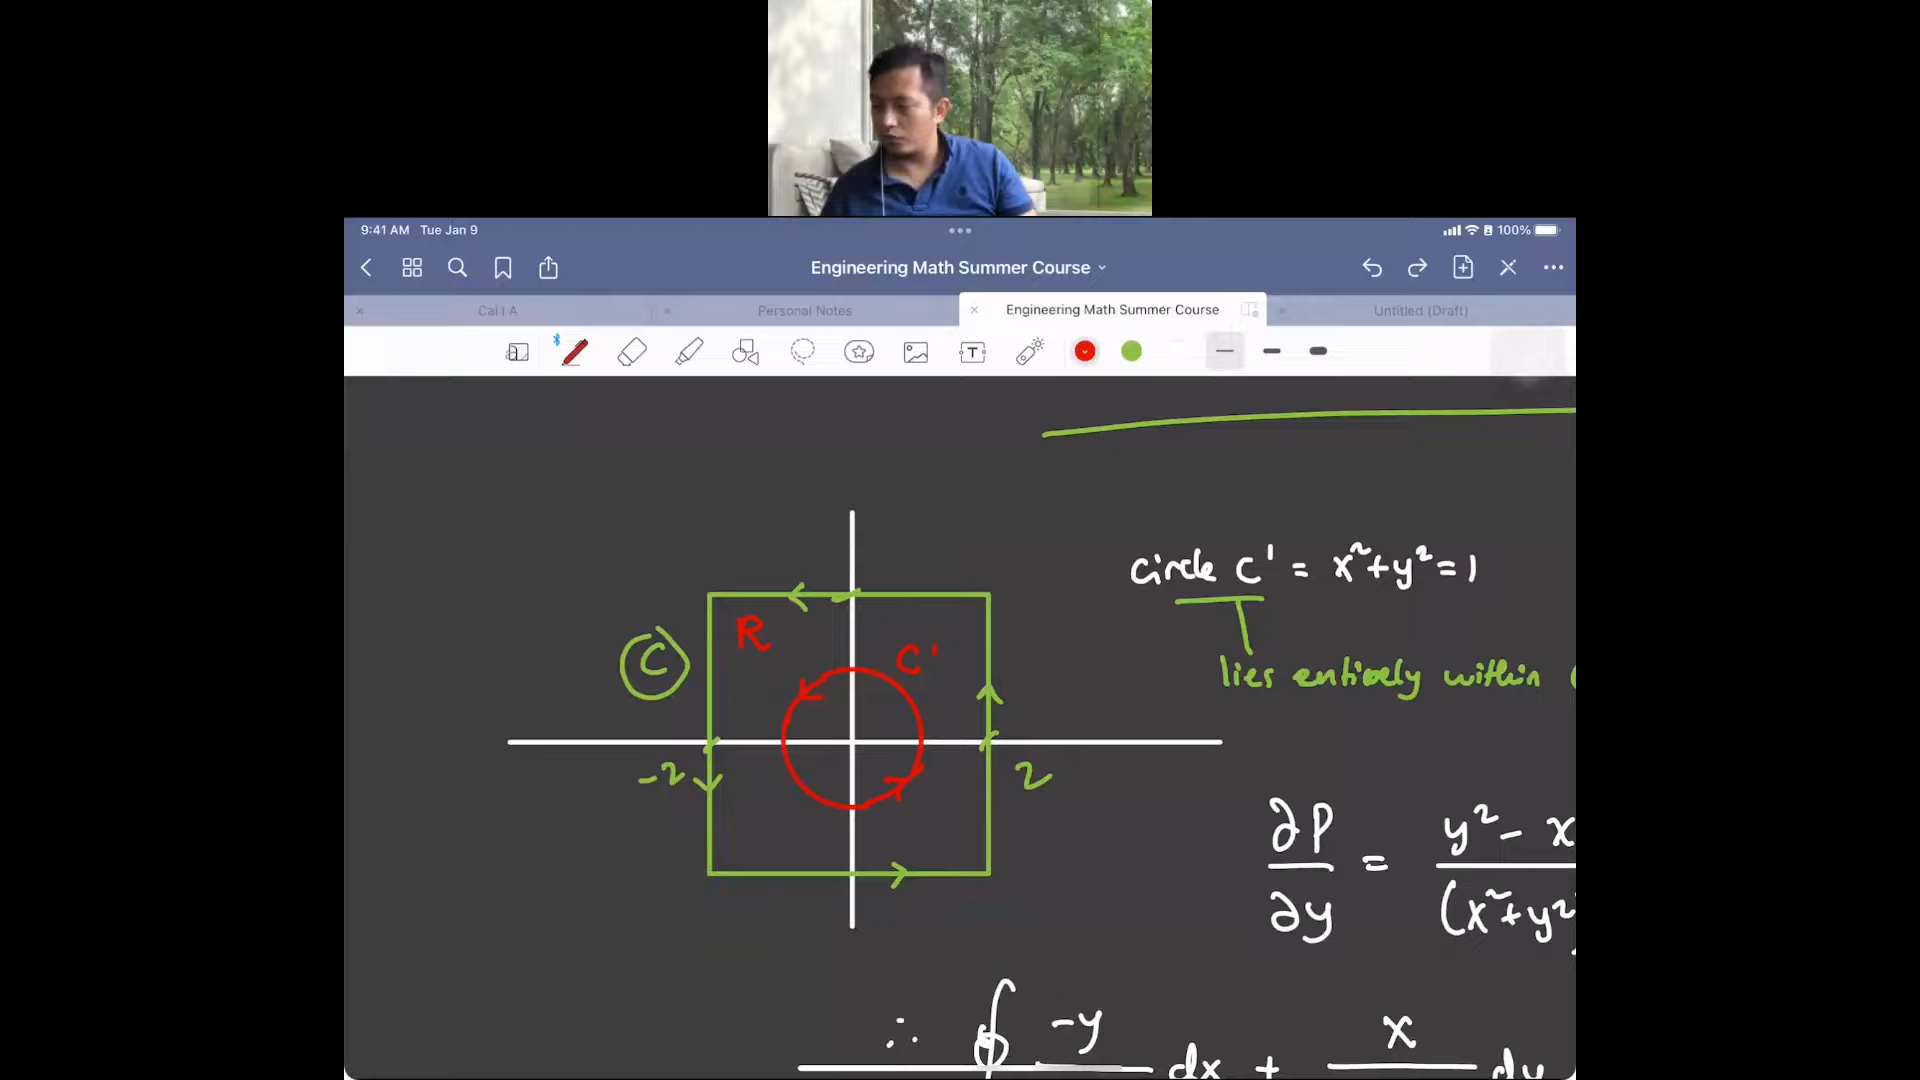 9:41 AM Tue Jan 9
100%
Engineering Math Summer Course
Cal I A
Personal Notes
Engineering Math Summer Course
Untitled (Draft)
circle C' = x²+y²=1
R
C'
C
lies entirely within
-2
2
∂P/∂y = y²- x
(x²+y²
∴ ∮ -y dx + x dy